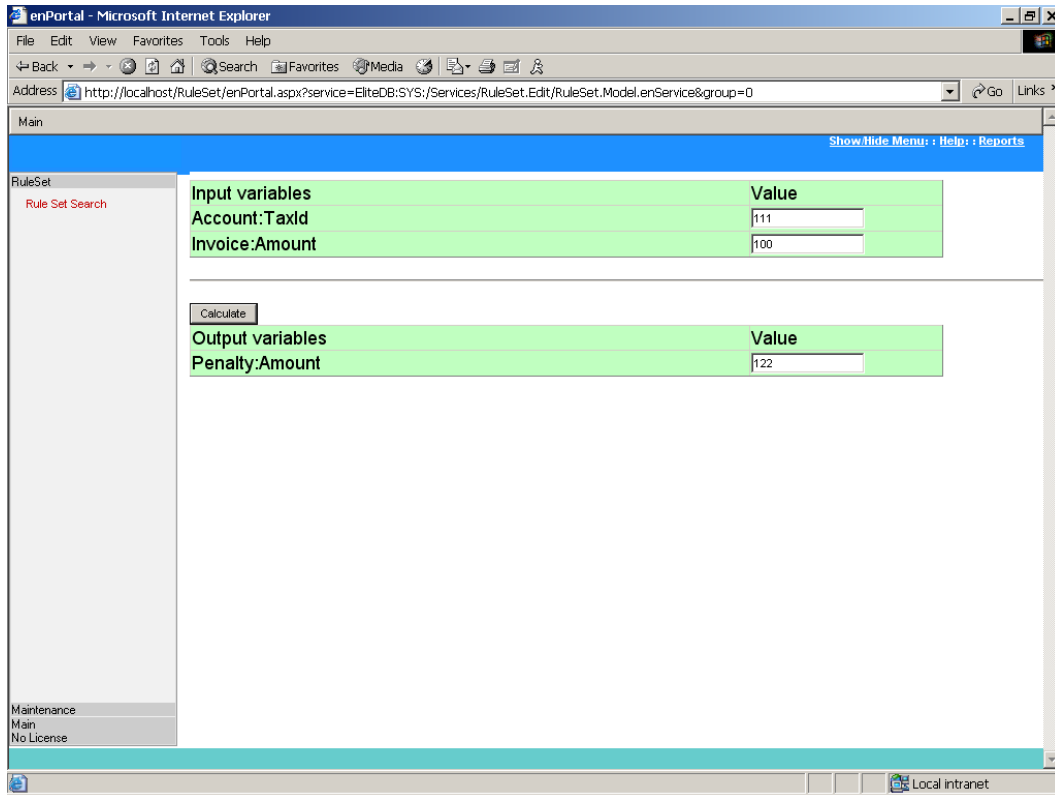 enPortal - Microsoft Internet Explorer
File Edit View Favorites Tools Help
Back Search Favorites Media
Address http://localhost/RuleSet/enPortal.aspx?service=EliteDB:SYS:/Services/RuleSet.Edit/RuleSet.Model.enService&group=0 Go Links
Main
Show/Hide Menu: : Help: : Reports
RuleSet
Rule Set Search
Input variables Value
Account:TaxId 111
Invoice:Amount 100
Calculate
Output variables Value
Penalty:Amount 122
Maintenance
Main
No License
Local intranet